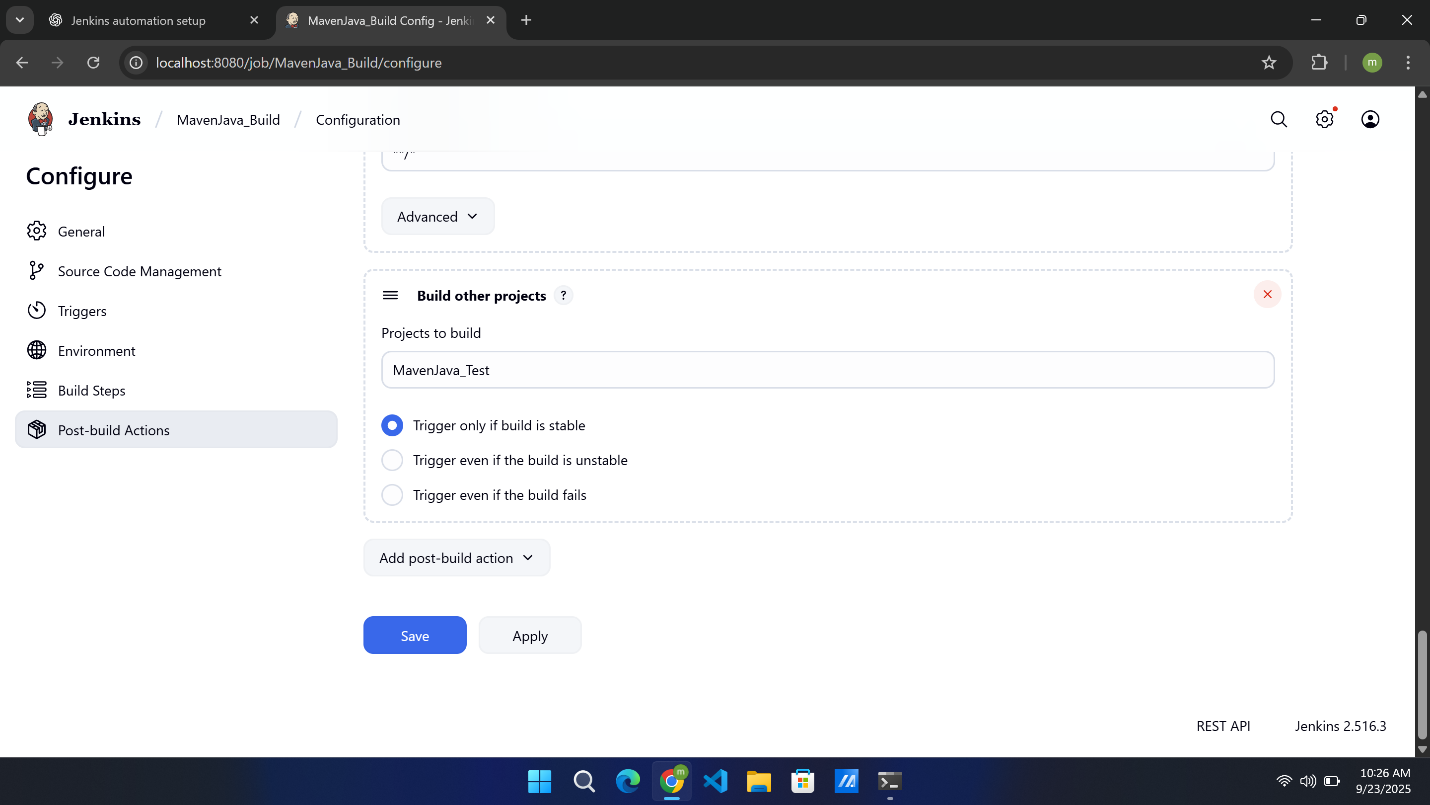 Jenkins automation setup
MavenJava_Build Config - Jenki
localhost:8080/job/MavenJava_Build/configure
m
Jenkins / MavenJava_Build / Configuration
Configure
General
Source Code Management
Triggers
Environment
Build Steps
Post-build Actions
**/*
Advanced
Build other projects ?
Projects to build
MavenJava_Test
Trigger only if build is stable
Trigger even if the build is unstable
Trigger even if the build fails
Add post-build action
Save
Apply
REST API
Jenkins 2.516.3
m
10:26 AM
9/23/2025